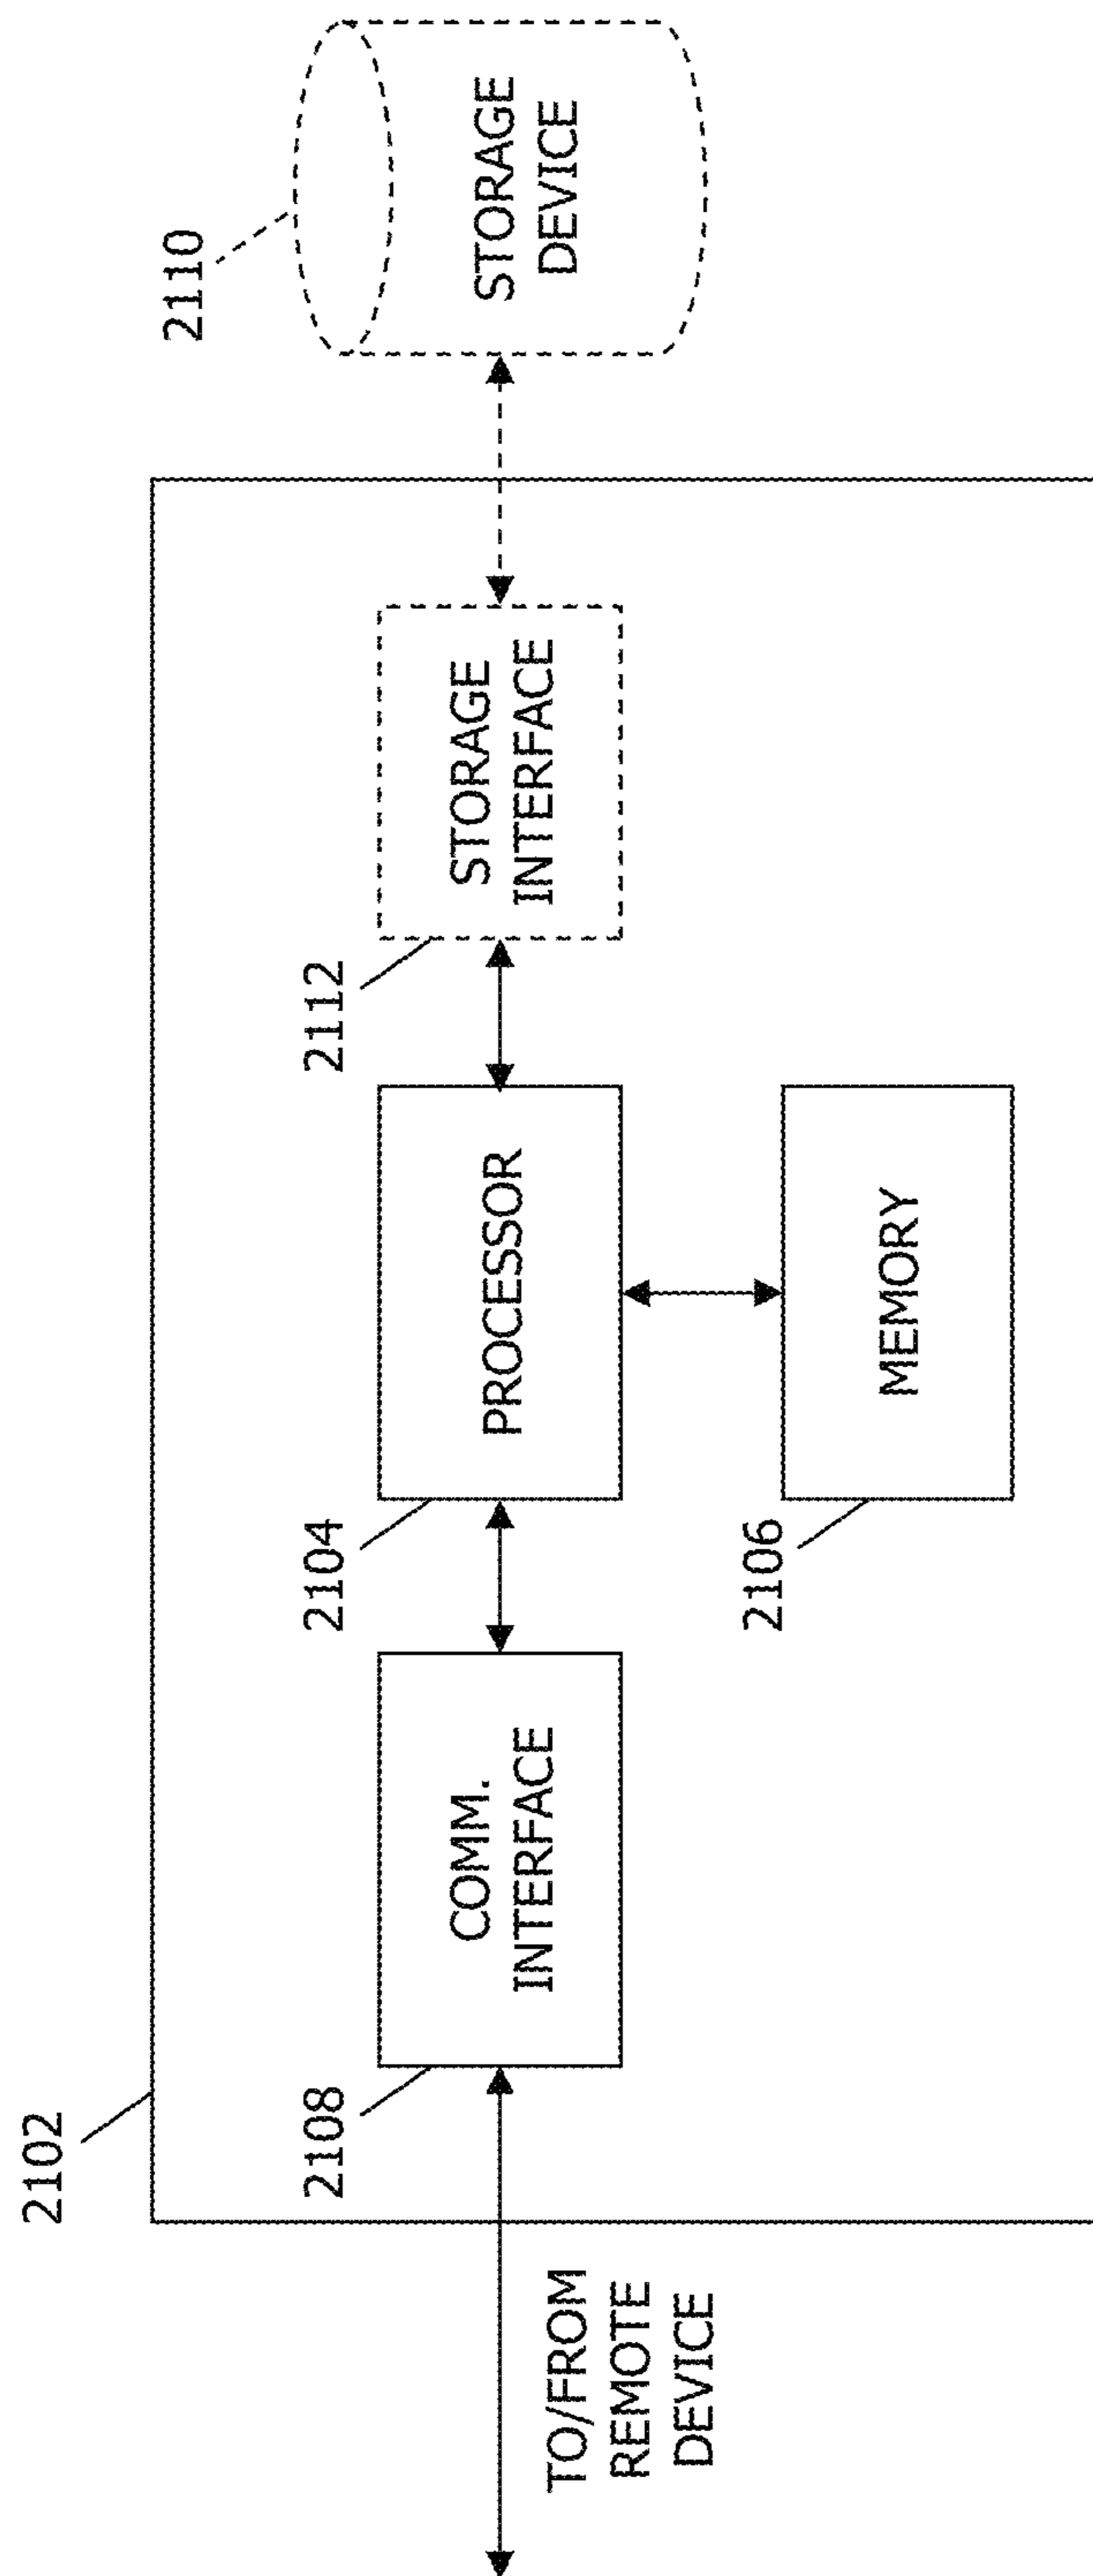 2102
2108
COMM.
INTERFACE
2104
PROCESSOR
2112
STORAGE
INTERFACE
2110
STORAGE
DEVICE
2106
MEMORY
TO/FROM
REMOTE
DEVICE